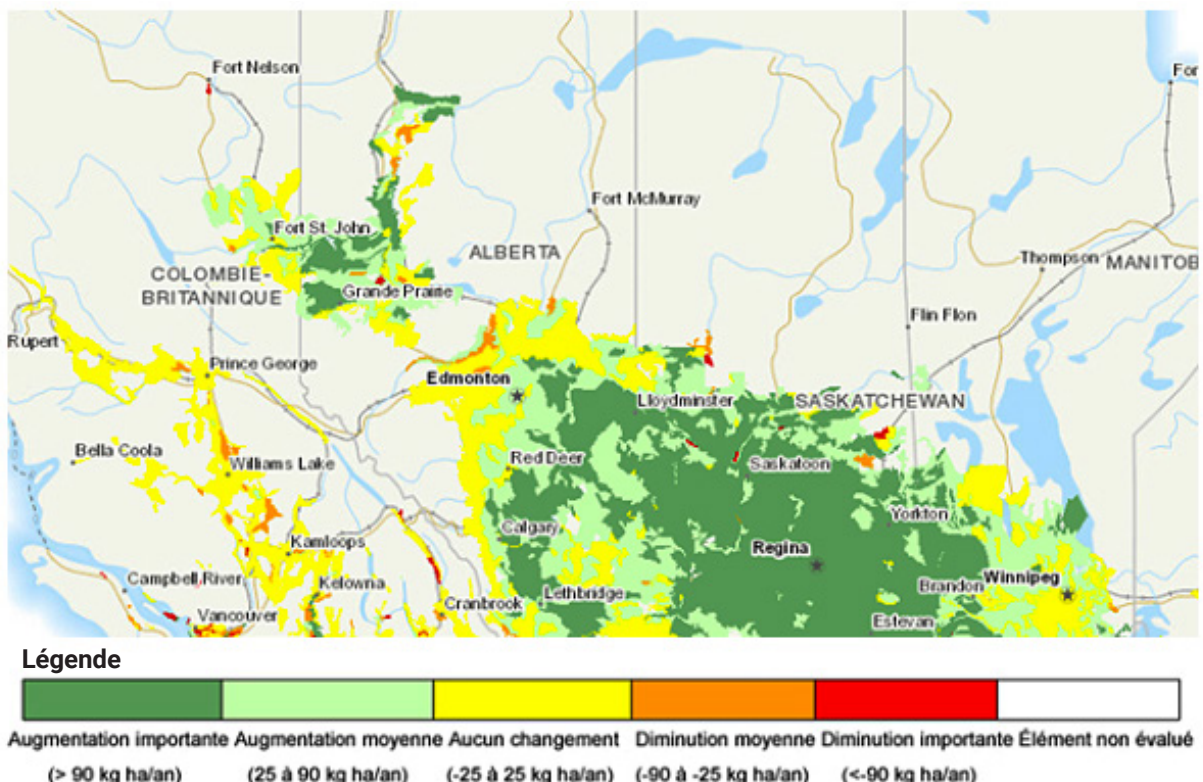 Fort Nelson
For
Fort McMurray
Fort St. John
ALBERTA
Thompson
MANITOB
COLOMBIE-
BRITANNIQUE
Grande Prairie
Flin Flon
Rupert
Prince George
Edmonton
Lloydminster
SASKATCHEWAN
Bella Coola
Williams Lake
Red Deer
Saskatoon
Calgary
Yorkton
Kamloops
Regina
Campbell River
Kelowna
Cranbrook
Lethbridge
Brandon
Winnipeg
Vancouver
Estevan
Légende
Augmentation importante Augmentation moyenne Aucun changement Diminution moyenne Diminution importante Élément non évalué
(> 90 kg ha/an) (25 à 90 kg ha/an) (-25 à 25 kg ha/an) (-90 à -25 kg ha/an) (<-90 kg ha/an)